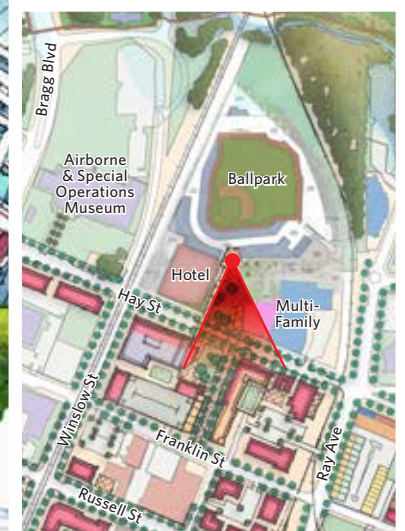 Bragg Blvd
Airborne
& Special
Operations
Museum
Ballpark
Hotel
Hay St
Multi-
Family
Winslow St
Franklin St
Ray Ave
Russell St